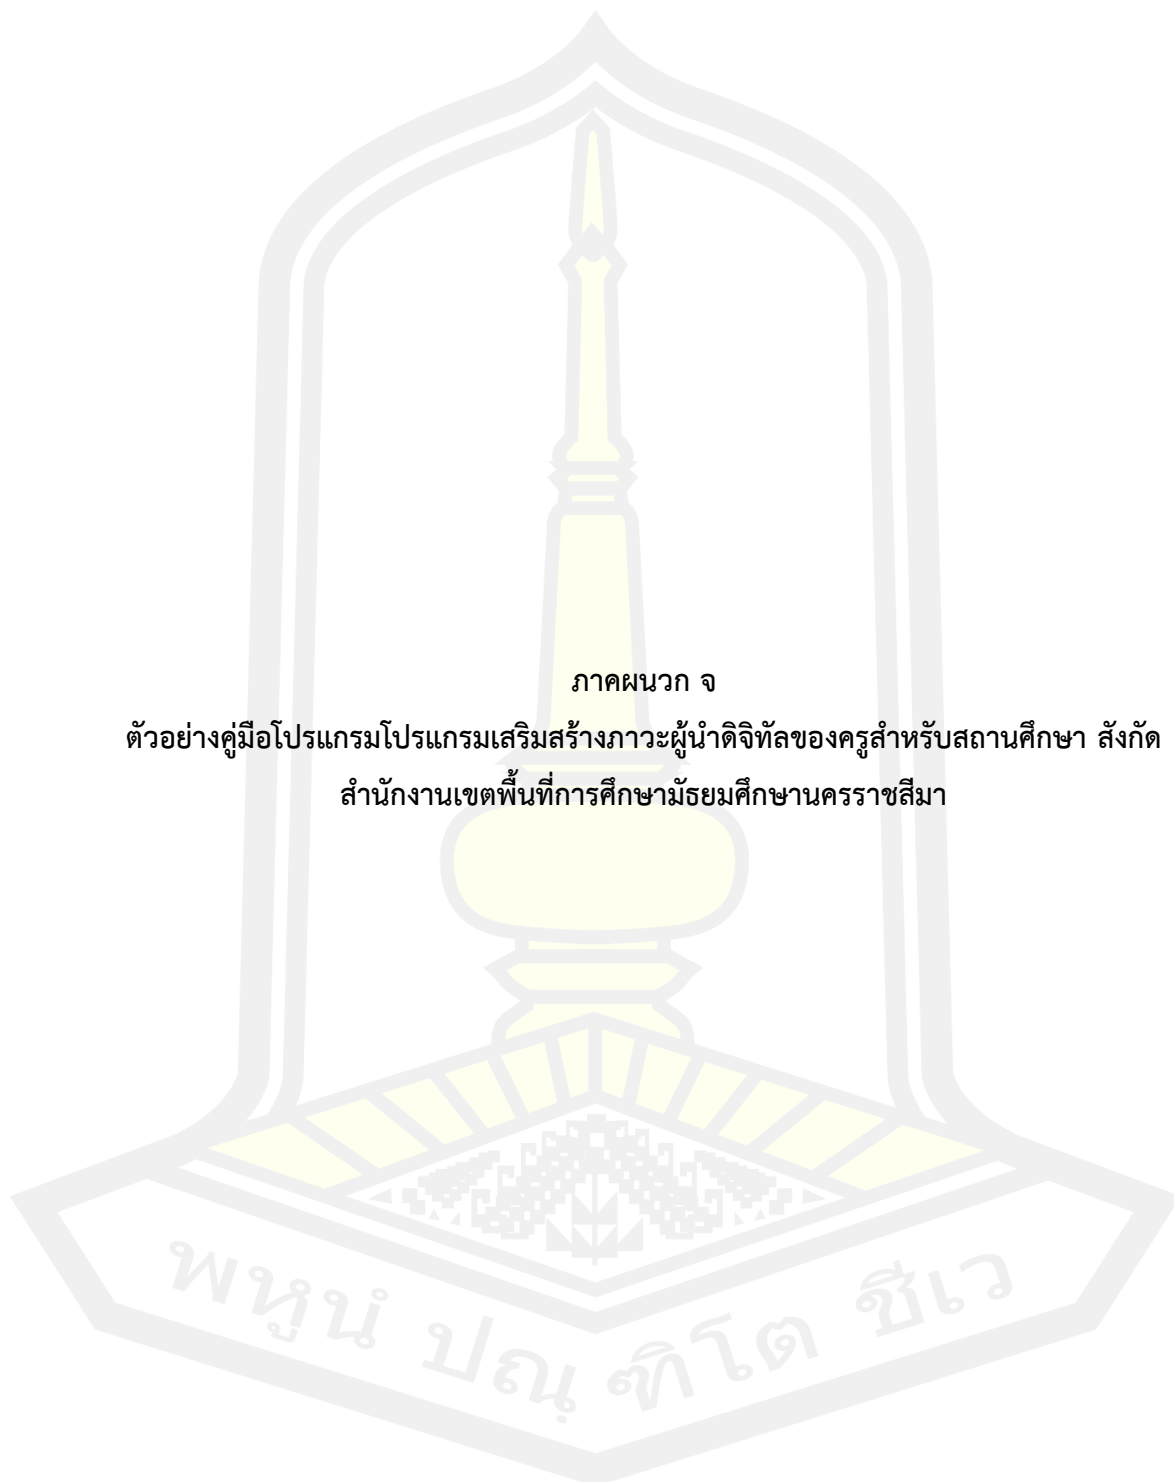 ภาคผนวก จ
ตัวอย่างคู่มือโปรแกรมโปรแกรมเสริมสร้างภาวะผู้นำดิจิทัลของครูสำหรับสถานศึกษา สังกัด
สำนักงานเขตพื้นที่การศึกษามัธยมศึกษานครราชสีมา
พหูนํ ปณฺฑิโต ชีเว